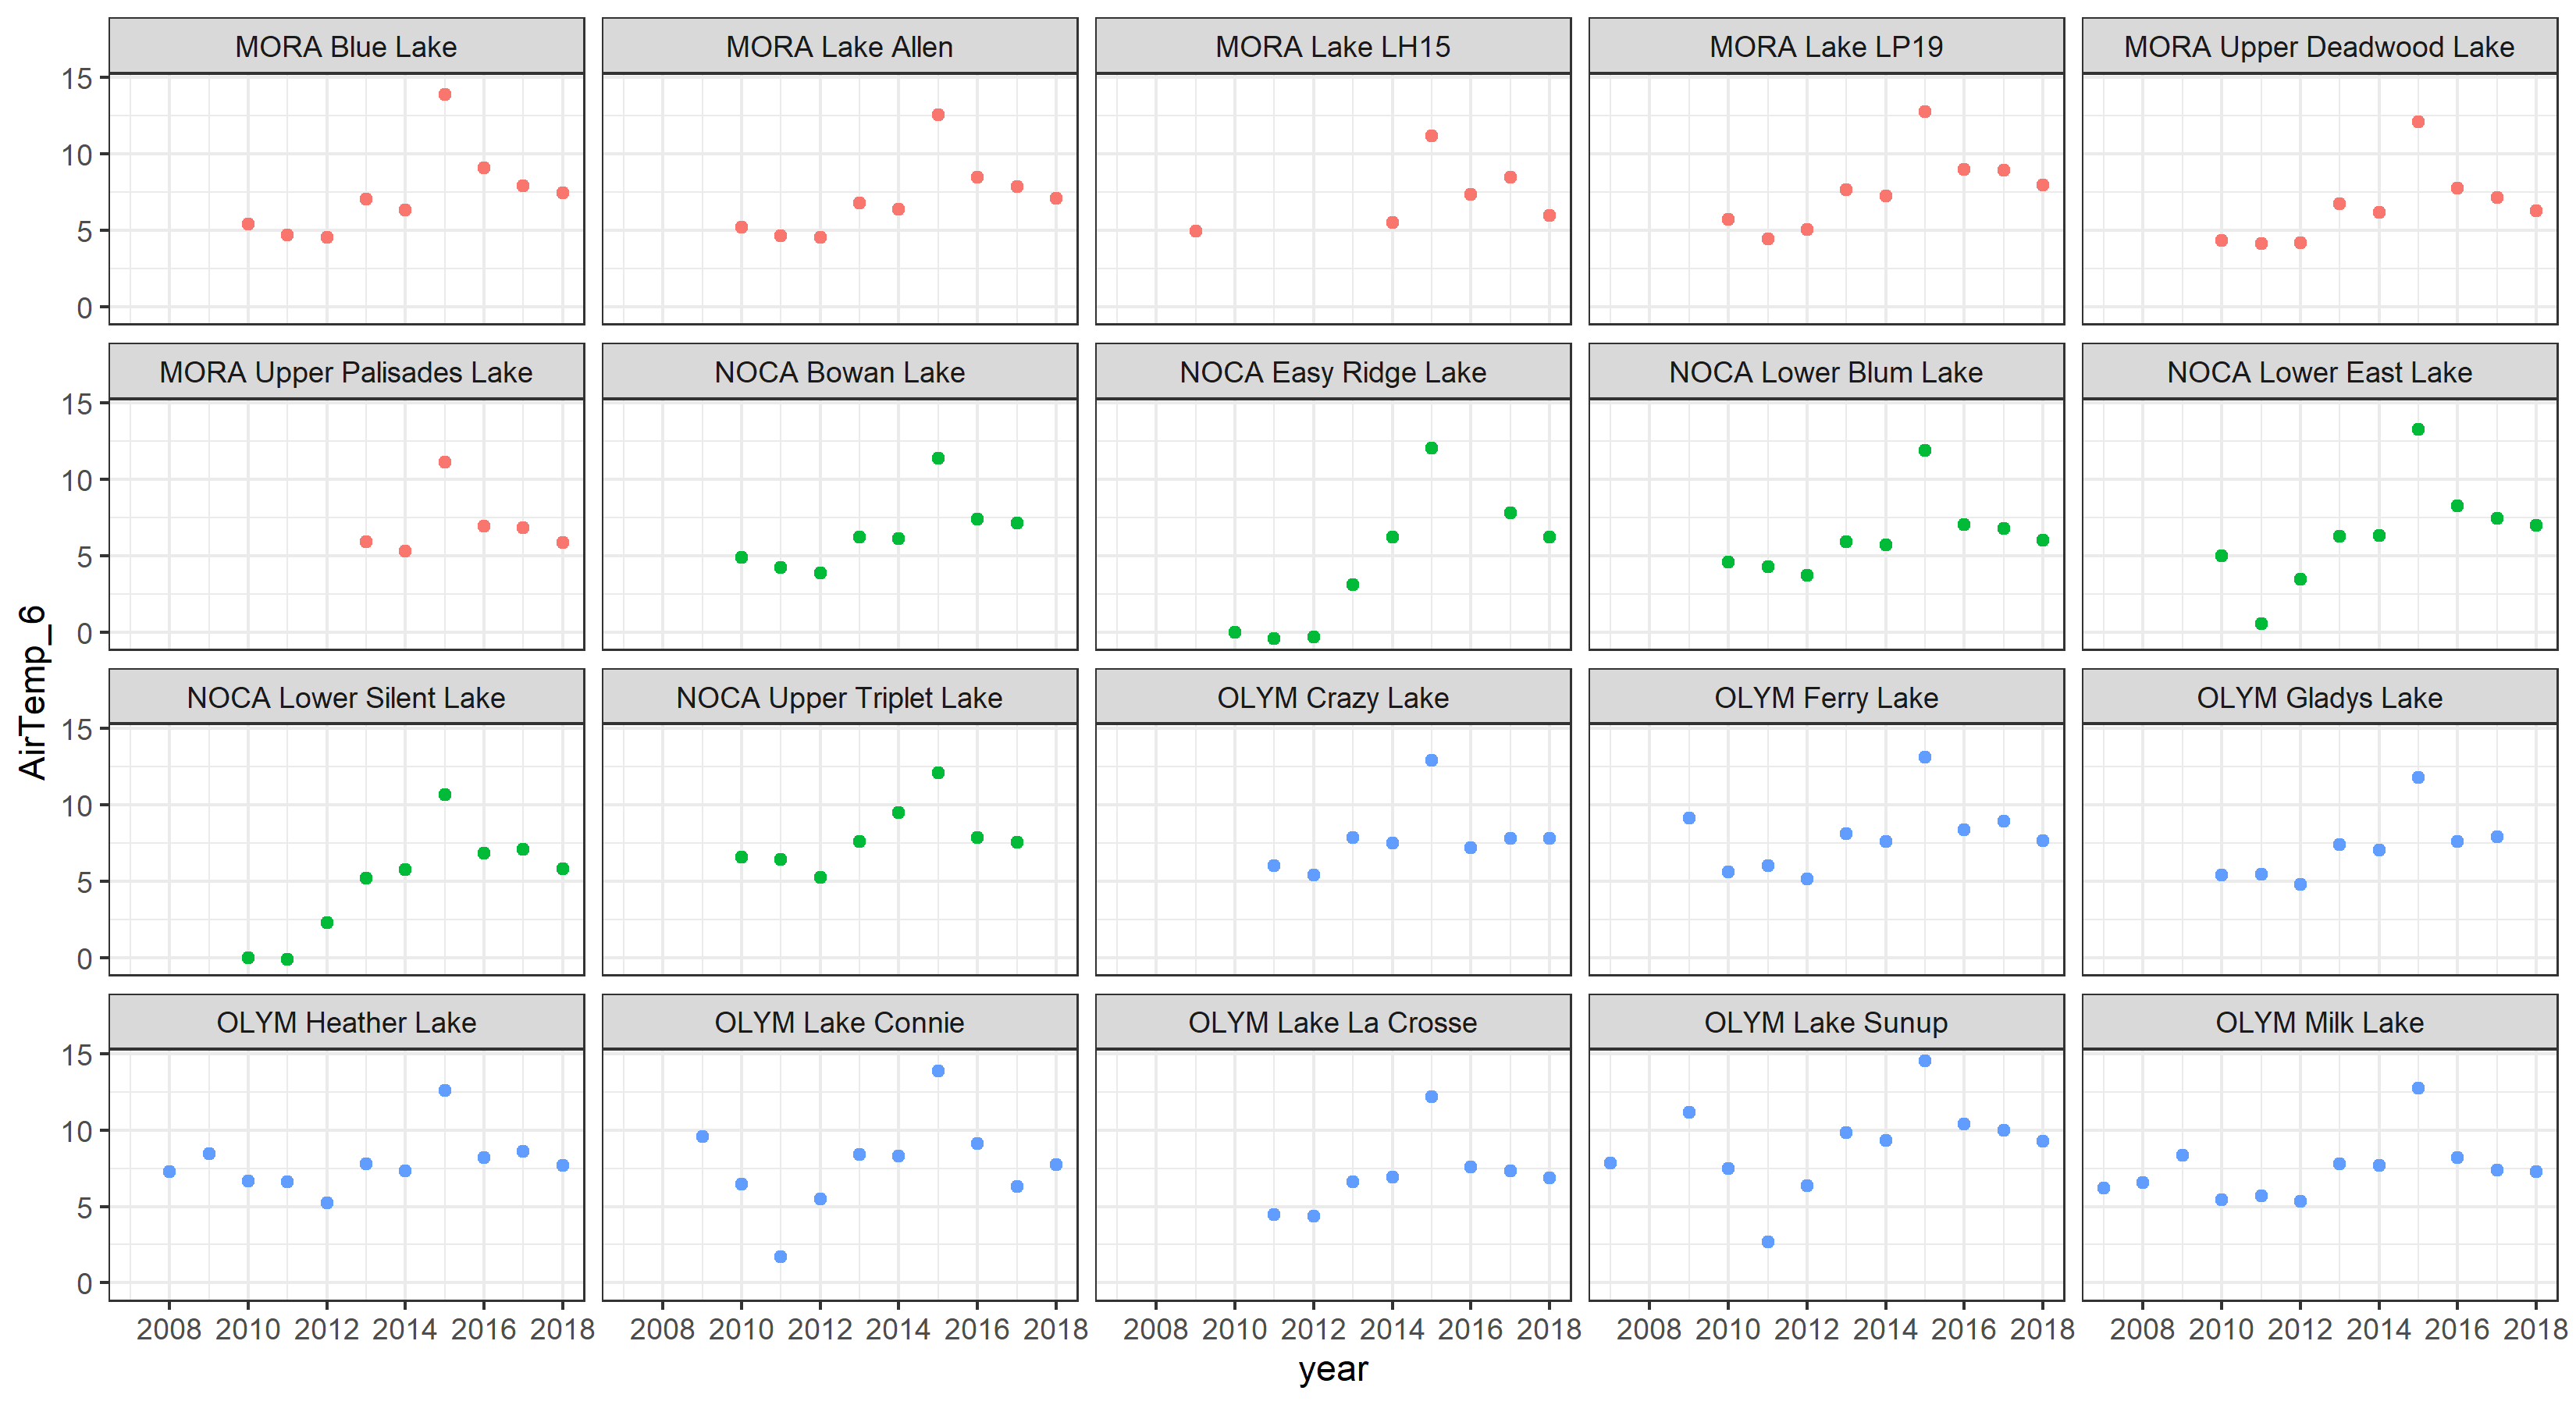 MORA Blue Lake
MORA Lake Allen
MORA Lake LH15
MORA Lake LP19
MORA Upper Deadwood Lake
15
10
5
0
MORA Upper Palisades Lake
NOCA Bowan Lake
NOCA Easy Ridge Lake
NOCA Lower Blum Lake
NOCA Lower East Lake
15
10
5
0
AirTemp_6
NOCA Lower Silent Lake
NOCA Upper Triplet Lake
OLYM Crazy Lake
OLYM Ferry Lake
OLYM Gladys Lake
15
10
5
0
OLYM Heather Lake
OLYM Lake Connie
OLYM Lake La Crosse
OLYM Lake Sunup
OLYM Milk Lake
15
10
5
0
2008 2010 2012 2014 2016 2018
2008 2010 2012 2014 2016 2018
2008 2010 2012 2014 2016 2018
2008 2010 2012 2014 2016 2018
2008 2010 2012 2014 2016 2018
year